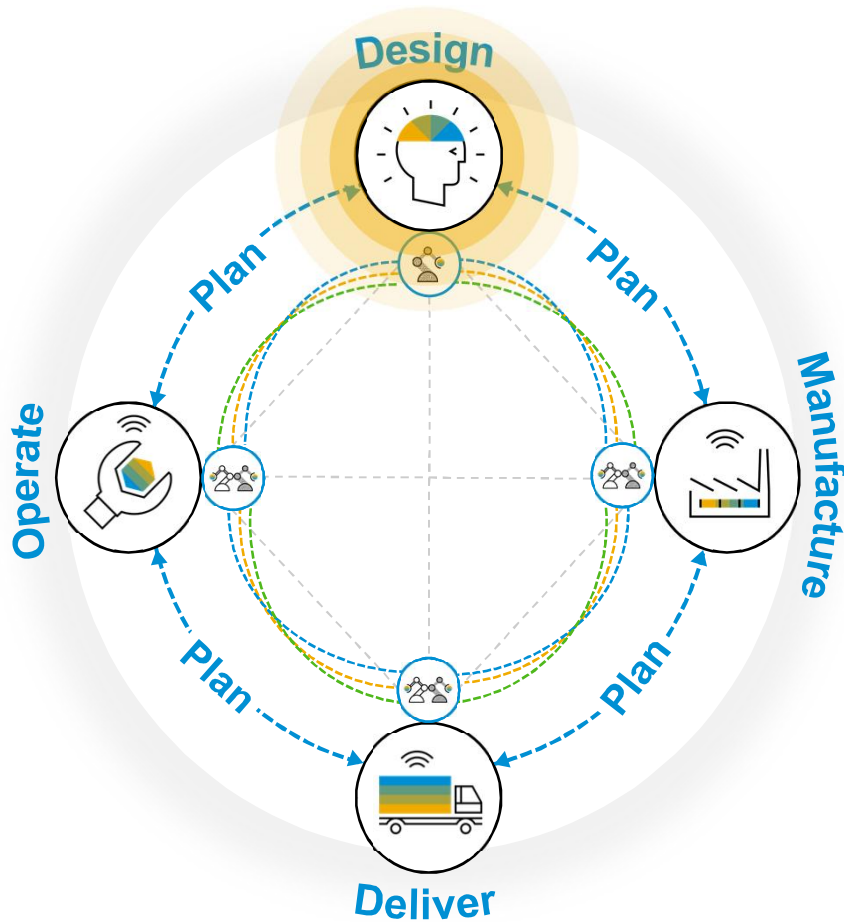 Design
Plan
Plan
Operate
Manufacture
Plan
Plan
Deliver